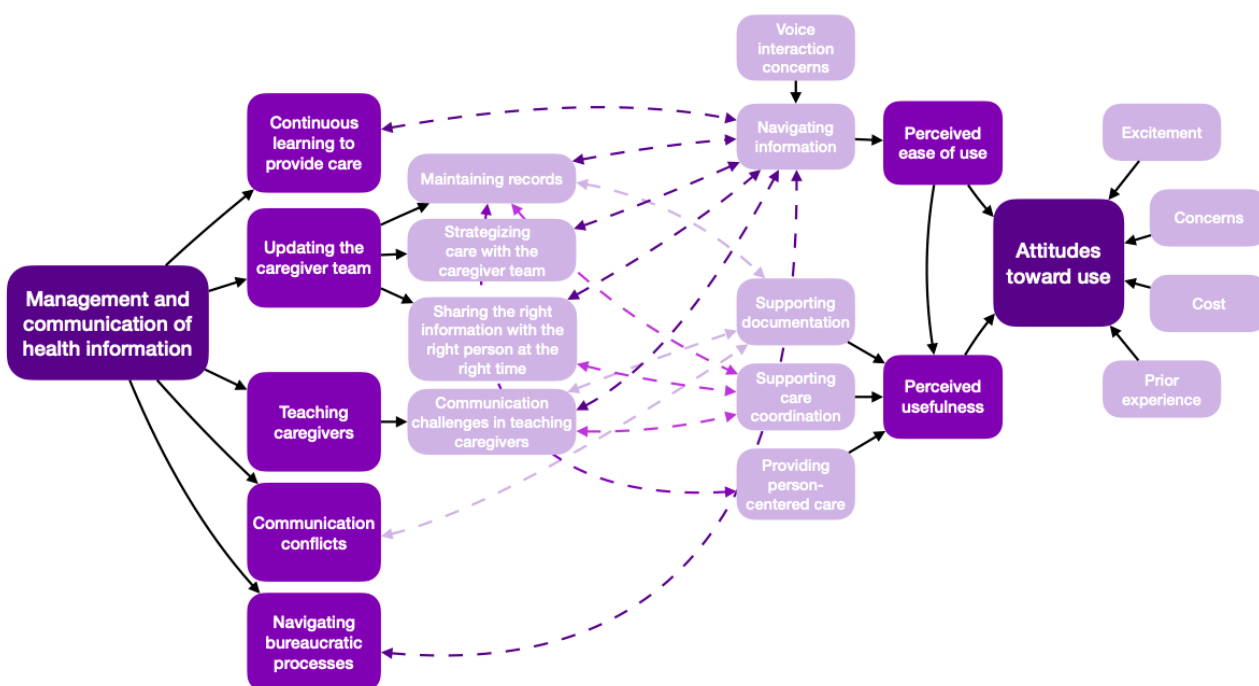 Management and
communication of
health information
Continuous
learning to
provide care
Updating the
caregiver team
Teaching
caregivers
Communication
conflicts
Navigating
bureaucratic
processes
Maintaining records
Strategizing
care with the
caregiver team
Sharing the right
information with the
right person at the
right time
Communication
challenges in teaching
caregivers
Voice
interaction
concerns
Navigating
information
Supporting
documentation
Supporting
care
coordination
Providing
person-
centered care
Perceived
ease of use
Perceived
usefulness
Attitudes
toward use
Excitement
Concerns
Cost
Prior
experience